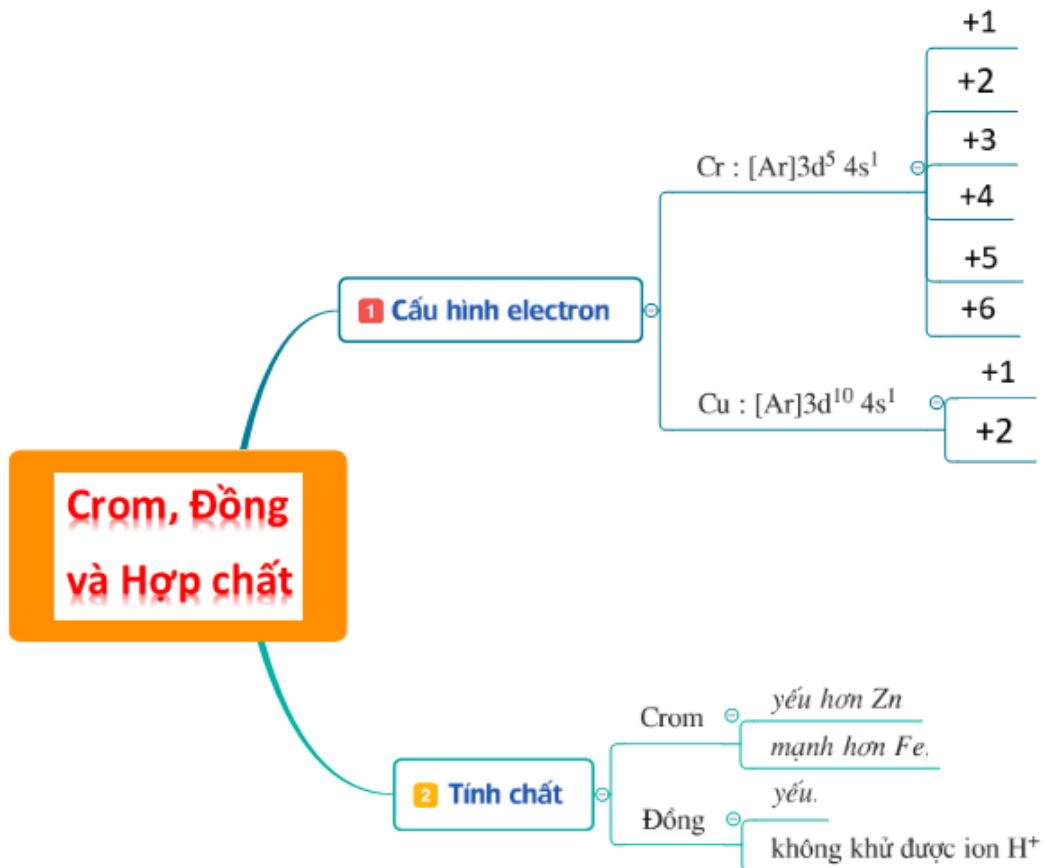 +1
+2
+3
Cr : [Ar]3d⁵ 4s¹
+4
+5
+6
1 Cấu hình electron
+1
Cu : [Ar]3d¹⁰ 4s¹
+2
Crom, Đồng
và Hợp chất
yếu hơn Zn
Crom
mạnh hơn Fe.
2 Tính chất
yếu.
Đồng
không khử được ion H⁺